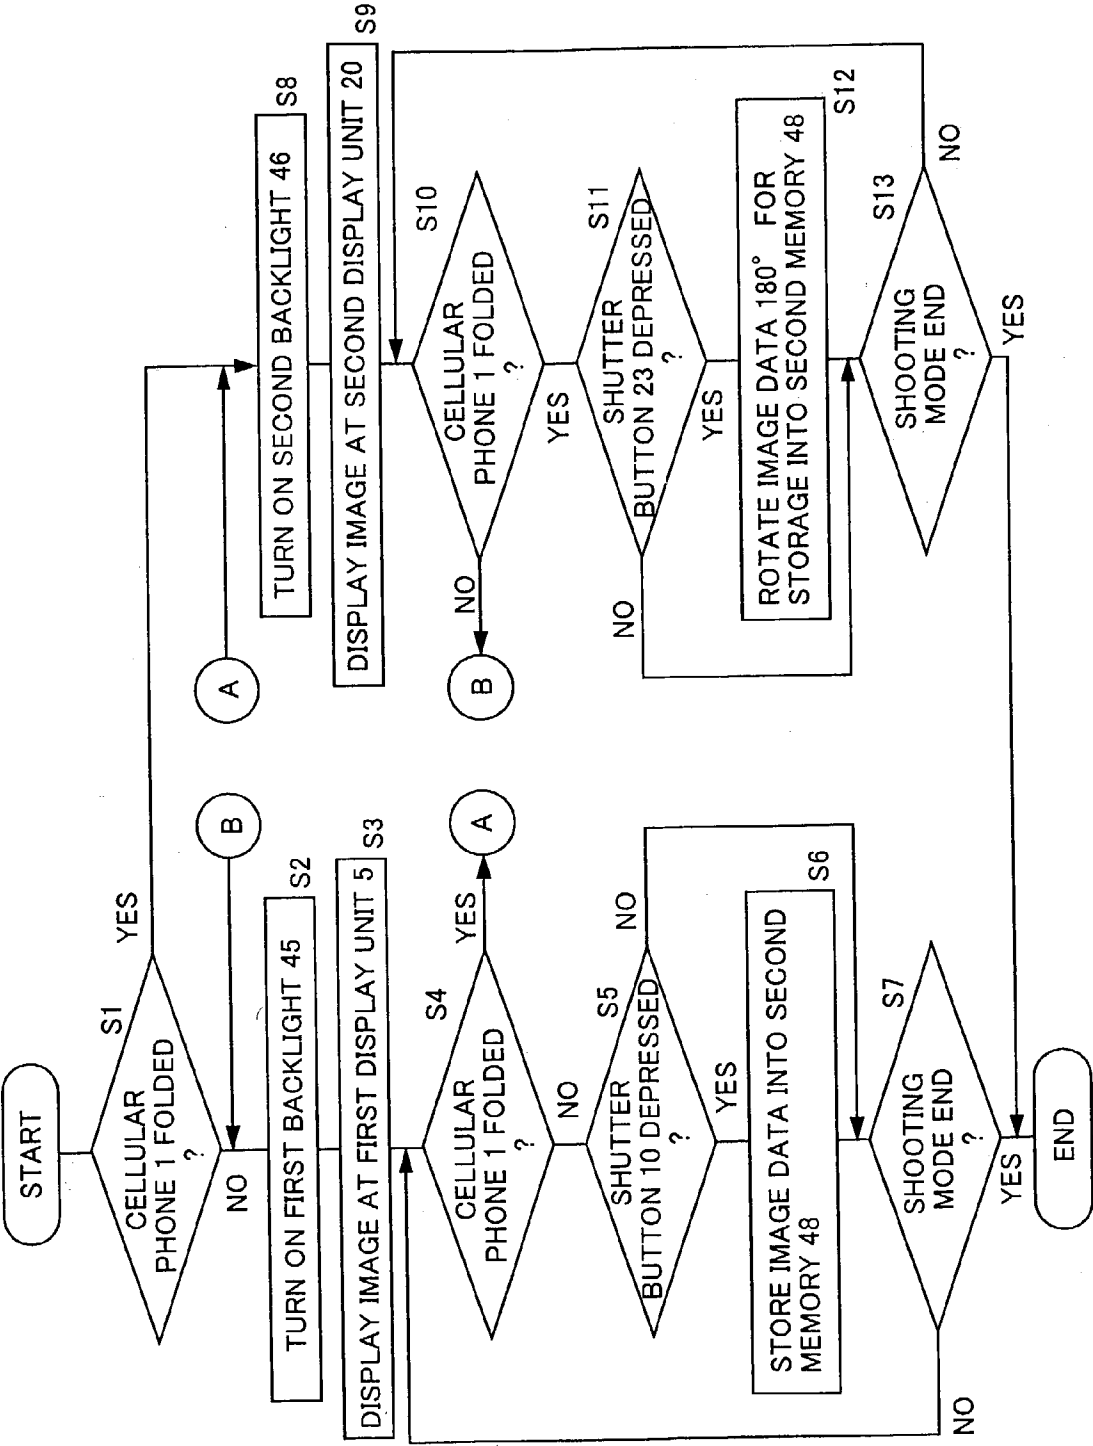 START
S1
CELLULAR
PHONE 1 FOLDED
?
YES
NO
B
S2
TURN ON FIRST BACKLIGHT 45
S3
DISPLAY IMAGE AT FIRST DISPLAY UNIT 5
S4
CELLULAR
PHONE 1 FOLDED
?
YES
A
NO
S5
SHUTTER
BUTTON 10 DEPRESSED
?
NO
YES
S6
STORE IMAGE DATA INTO SECOND
MEMORY 48
S7
SHOOTING
MODE END
?
NO
YES
END
A
S8
TURN ON SECOND BACKLIGHT 46
S9
DISPLAY IMAGE AT SECOND DISPLAY UNIT 20
S10
CELLULAR
PHONE 1 FOLDED
?
NO
B
YES
S11
SHUTTER
BUTTON 23 DEPRESSED
?
NO
YES
S12
ROTATE IMAGE DATA 180° FOR
STORAGE INTO SECOND MEMORY 48
S13
SHOOTING
MODE END
?
NO
YES